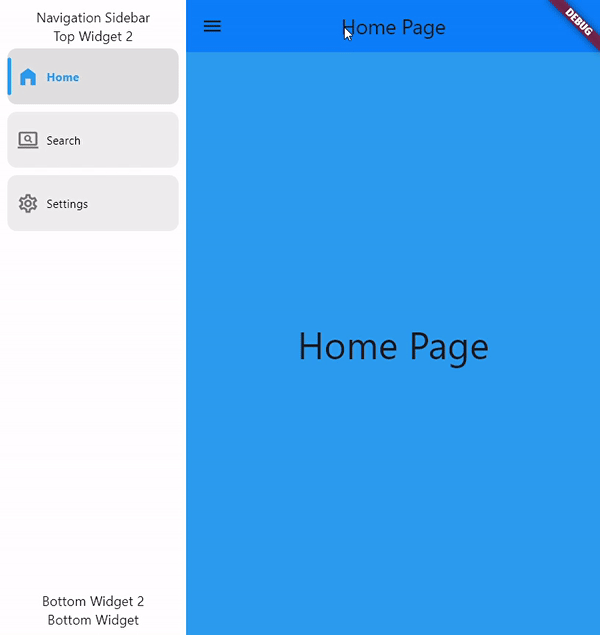 Navigation Sidebar
Top Widget 2
Home
Search
Settings
Bottom Widget 2
Bottom Widget
Home Page
DEBUG
Home Page